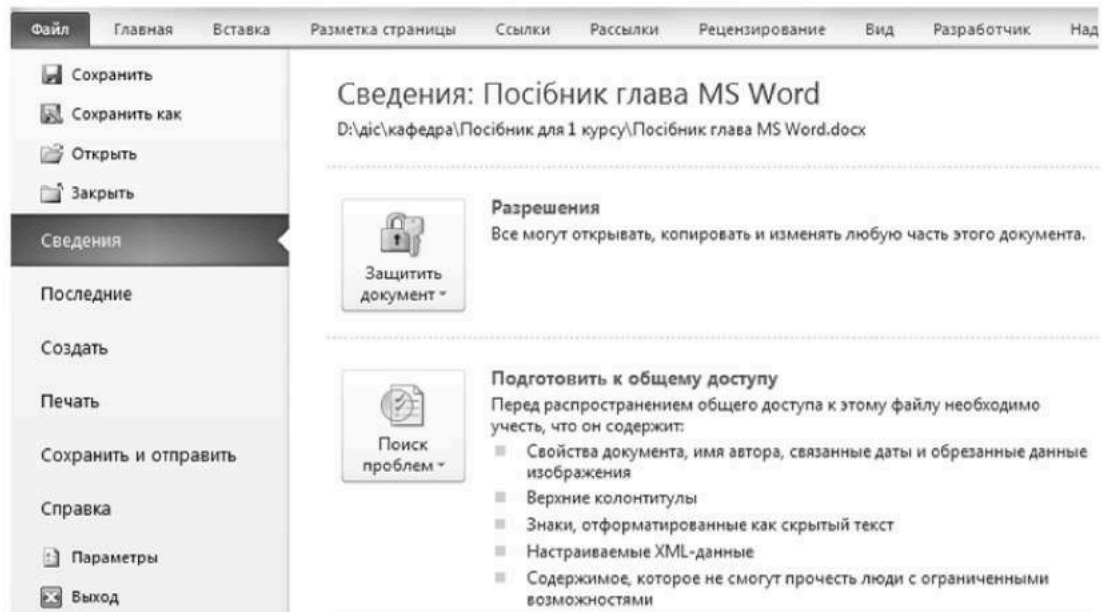 Файл Главная Вставка Разметка страницы Ссылки Рассылки Рецензирование Вид Разработчик Над
Сохранить
Сохранить как
Открыть
Закрыть
Сведения
Последние
Создать
Печать
Сохранить и отправить
Справка
Параметры
Выход
Сведения: Посібник глава MS Word
D:\діс\кафедра\Посібник для 1 курсу\Посібник глава MS Word.docx
Защитить
документ
Разрешения
Все могут открывать, копировать и изменять любую часть этого документа.
Поиск
проблем
Подготовить к общему доступу
Перед распространением общего доступа к этому файлу необходимо
учесть, что он содержит:
Свойства документа, имя автора, связанные даты и обрезанные данные
изображения
Верхние колонтитулы
Знаки, отформатированные как скрытый текст
Настраиваемые XML-данные
Содержимое, которое не смогут прочесть люди с ограниченными
возможностями